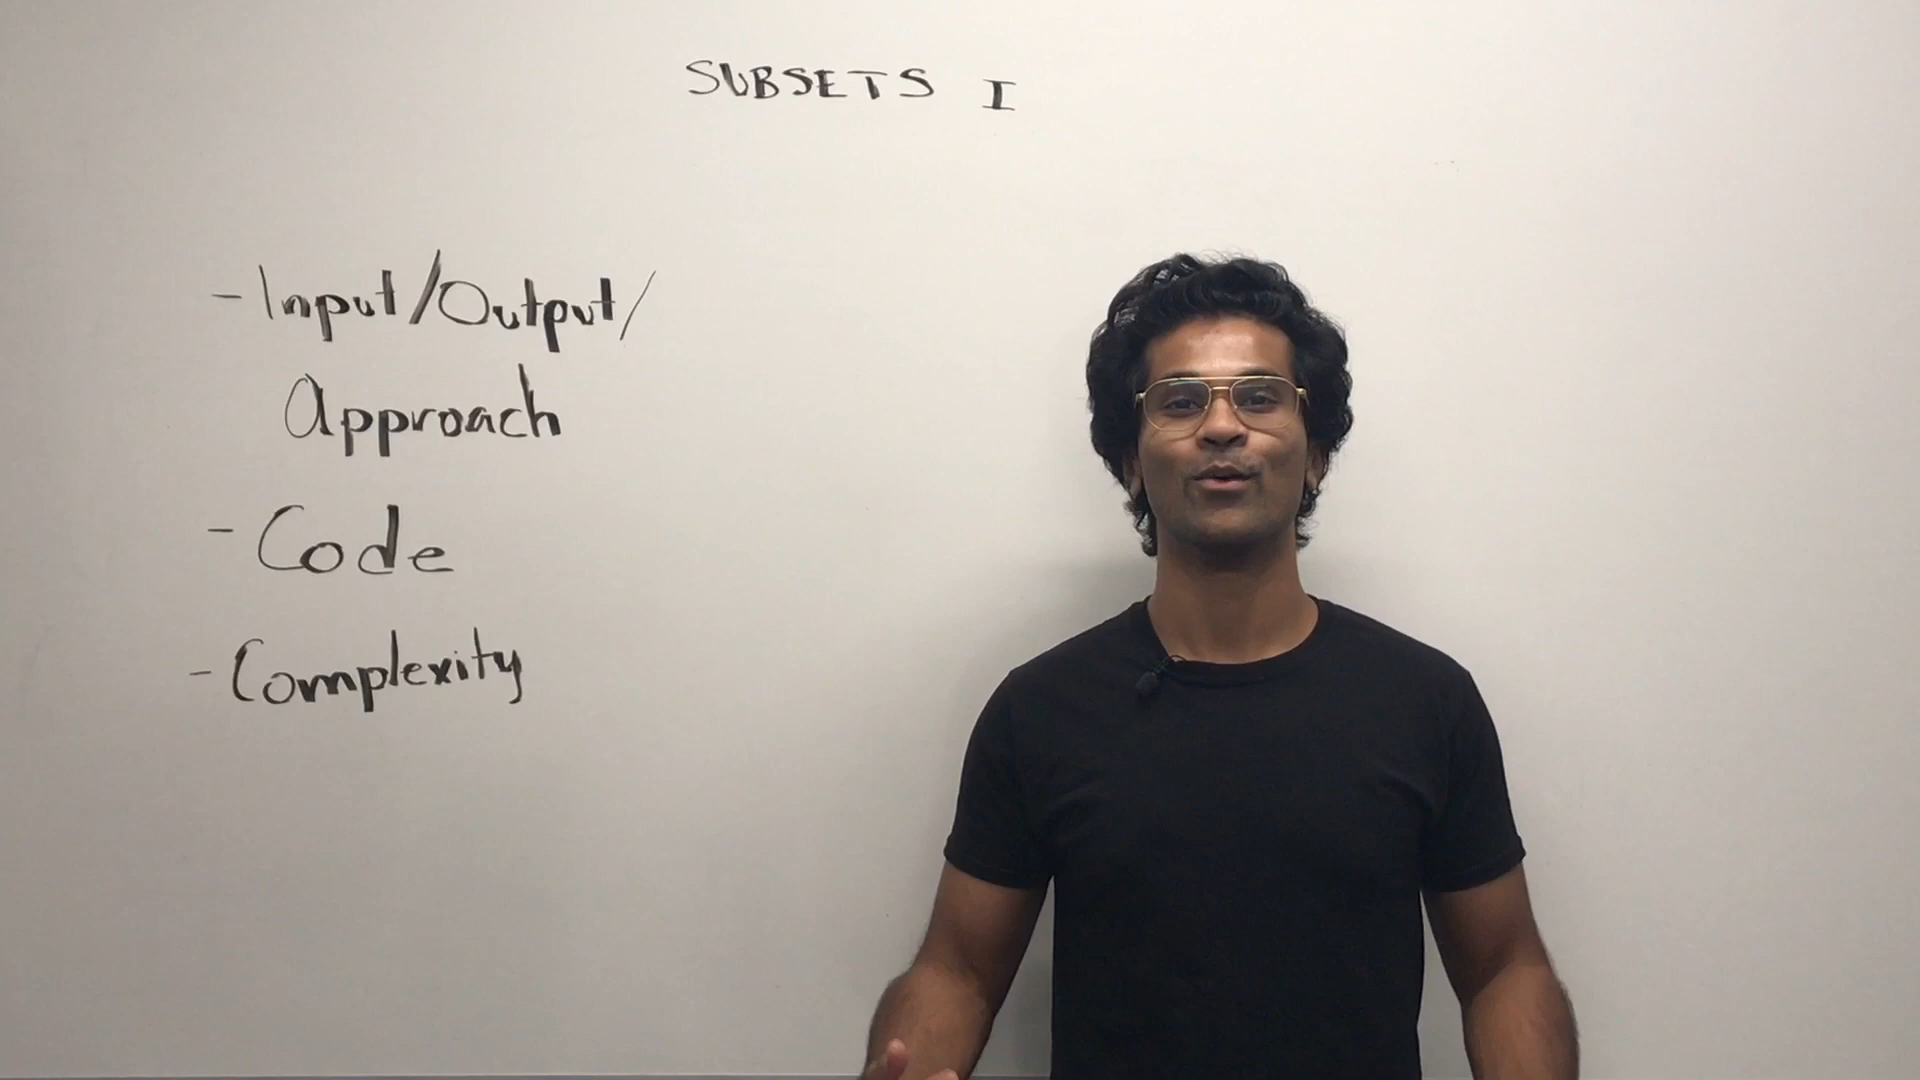 SUBSETS I
- Input/Output/
Approach
- Code
- Complexity